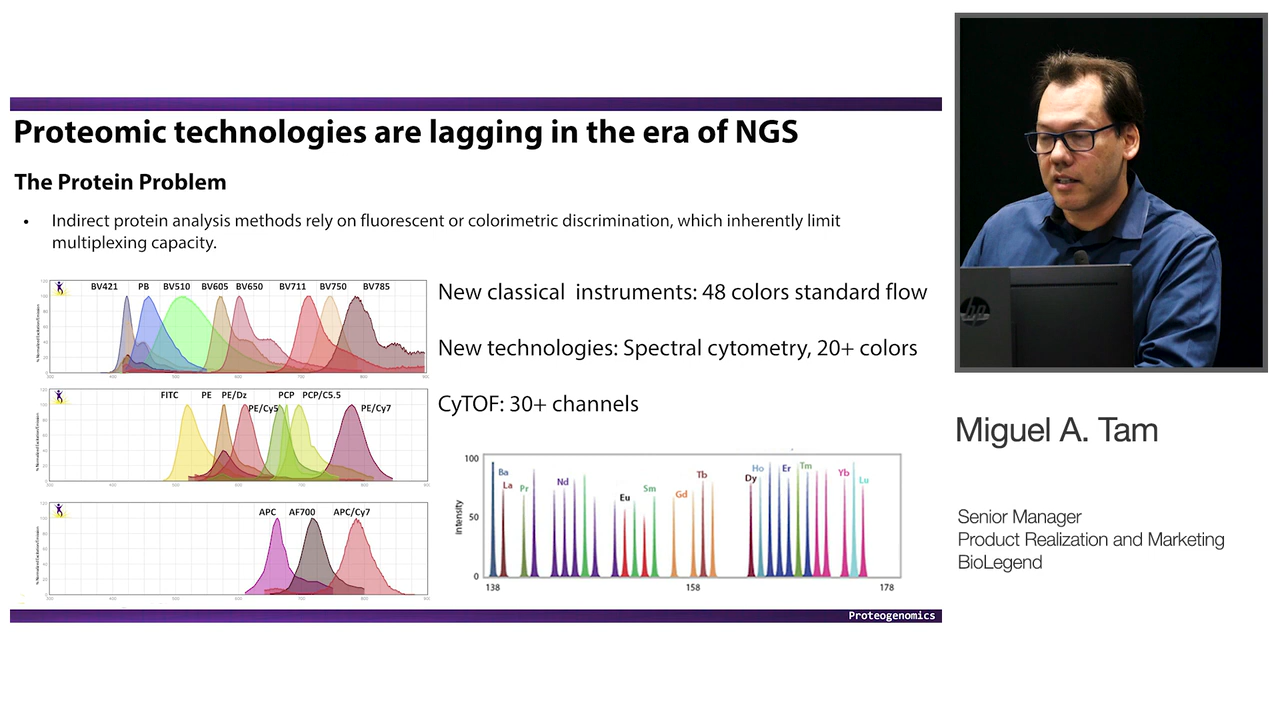 Proteomic technologies are lagging in the era of NGS
The Protein Problem
• Indirect protein analysis methods rely on fluorescent or colorimetric discrimination, which inherently limit
multiplexing capacity.
BV421 PB BV510 BV605 BV650 BV711 BV750 BV785
FITC PE PE/Dz PCP PCP/C5.5
PE/Cy5 PE/Cy7
APC AF700 APC/Cy7
New classical instruments: 48 colors standard flow
New technologies: Spectral cytometry, 20+ colors
CyTOF: 30+ channels
100
50
0
Intensity
Ba
La
Pr
Nd
Eu
Sm
Gd
Tb
Dy
Ho
Er
Tm
Yb
Lu
138 158 178
Proteogenomics
hp
Miguel A. Tam
Senior Manager
Product Realization and Marketing
BioLegend